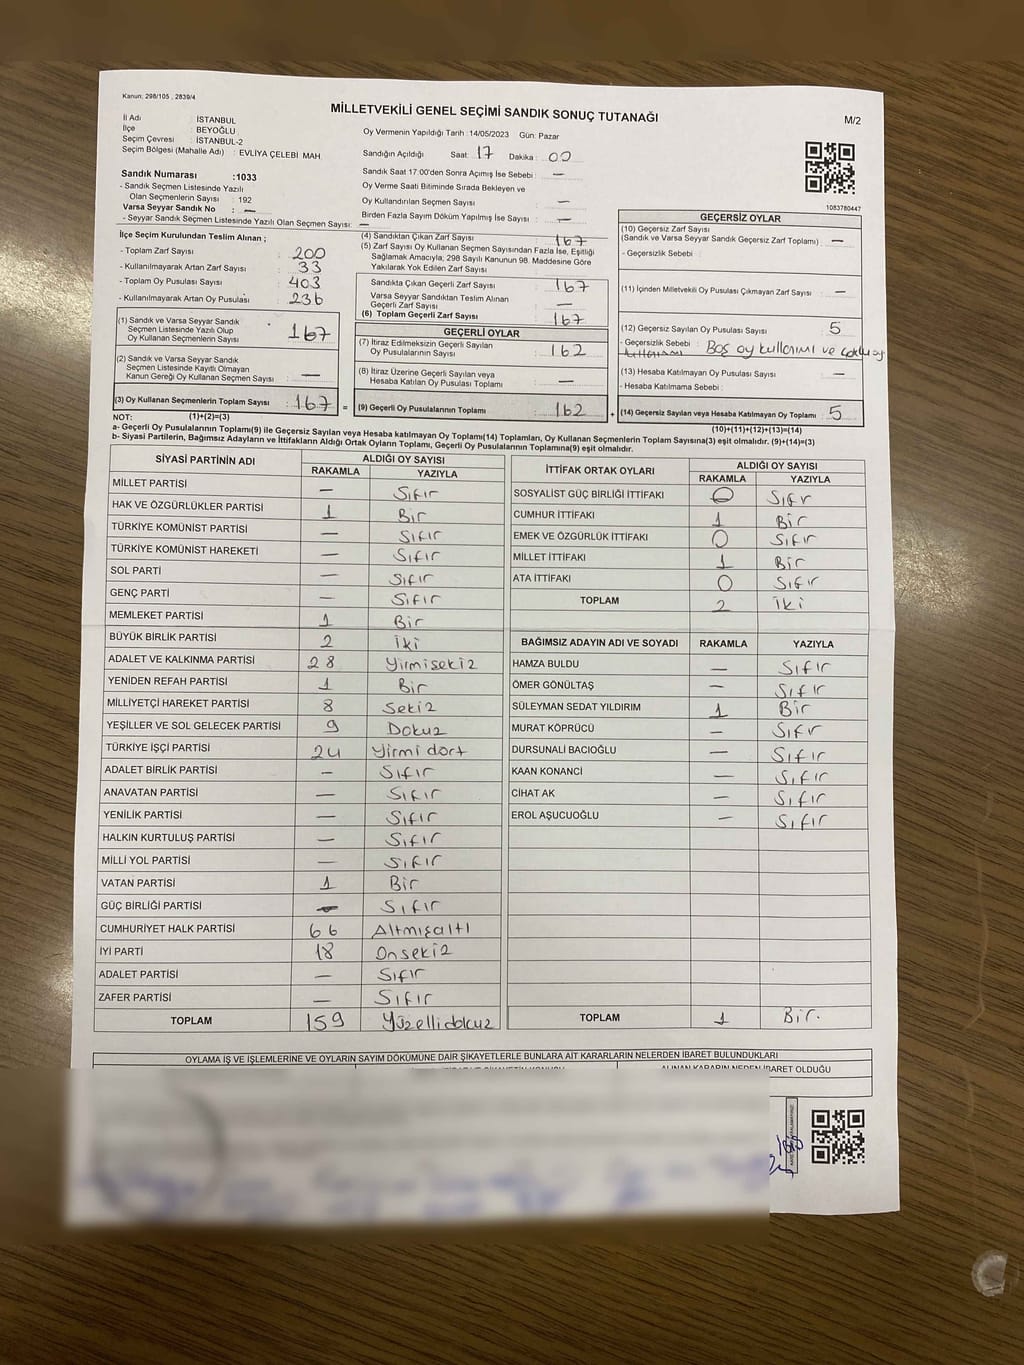 Kanun: 298/105 , 2839/4
MİLLETVEKİLİ GENEL SEÇİMİ SANDIK SONUÇ TUTANAĞI
M/2
İl Adı : İSTANBUL
İlçe : BEYOĞLU
Seçim Çevresi : İSTANBUL-2
Seçim Bölgesi (Mahalle Adı) : EVLİYA ÇELEBİ MAH.
Oy Vermenin Yapıldığı Tarih :14/05/2023 Gün: Pazar
Sandığın Açıldığı Saat: 17 Dakika : 00
Sandık Saat 17:00'den Sonra Açımış İse Sebebi : —
Oy Verme Saati Bitiminde Sırada Bekleyen ve
Oy Kullandırılan Seçmen Sayısı : —
Birden Fazla Sayım Döküm Yapılmış İse Sayısı : —
1083780447
Sandık Numarası :1033
- Sandık Seçmen Listesinde Yazılı
Olan Seçmenlerin Sayısı : 192
Varsa Seyyar Sandık No : —
- Seyyar Sandık Seçmen Listesinde Yazılı Olan Seçmen Sayısı: —
İlçe Seçim Kurulundan Teslim Alınan ;
- Toplam Zarf Sayısı : 200
- Kullanılmayarak Artan Zarf Sayısı : 33
- Toplam Oy Pusulası Sayısı : 403
- Kullanılmayarak Artan Oy Pusulası : 236
(1) Sandık ve Varsa Seyyar Sandık
Seçmen Listesinde Yazılı Olup
Oy Kullanan Seçmenlerin Sayısı : 167
(2) Sandık ve Varsa Seyyar Sandık
Seçmen Listesinde Kayıtlı Olmayan
Kanun Gereği Oy Kullanan Seçmen Sayısı : —
(3) Oy Kullanan Seçmenlerin Toplam Sayısı : 167
(4) Sandıktan Çıkan Zarf Sayısı : 167
(5) Zarf Sayısı Oy Kullanan Seçmen Sayısından Fazla İse, Eşitliği
Sağlamak Amacıyla; 298 Sayılı Kanunun 98. Maddesine Göre
Yakılarak Yok Edilen Zarf Sayısı :
Sandıkta Çıkan Geçerli Zarf Sayısı : 167
Varsa Seyyar Sandıktan Teslim Alınan
Geçerli Zarf Sayısı : —
(6) Toplam Geçerli Zarf Sayısı : 167
GEÇERLİ OYLAR
(7) İtiraz Edilmeksizin Geçerli Sayılan
Oy Pusulalarının Sayısı : 162
(8) İtiraz Üzerine Geçerli Sayılan veya
Hesaba Katılan Oy Pusulası Toplamı : —
= (9) Geçerli Oy Pusulalarının Toplamı : 162 +
GEÇERSİZ OYLAR
(10) Geçersiz Zarf Sayısı
(Sandık ve Varsa Seyyar Sandık Geçersiz Zarf Toplamı) : —
- Geçersizlik Sebebi :
(11) İçinden Milletvekili Oy Pusulası Çıkmayan Zarf Sayısı : —
(12) Geçersiz Sayılan Oy Pusulası Sayısı : 5
- Geçersizlik Sebebi : Boş oy kullanımı ve çoklu oy
kullanımı
(13) Hesaba Katılmayan Oy Pusulası Sayısı : —
- Hesaba Katılmama Sebebi :
(14) Geçersiz Sayılan veya Hesaba Katılmayan Oy Toplamı : 5
NOT: (1)+(2)=(3)
(10)+(11)+(12)+(13)=(14)
a- Geçerli Oy Pusulalarının Toplamı(9) ile Geçersiz Sayılan veya Hesaba katılmayan Oy Toplamı(14) Toplamları, Oy Kullanan Seçmenlerin Toplam Sayısına(3) eşit olmalıdır. (9)+(14)=(3)
b- Siyasi Partilerin, Bağımsız Adayların ve İttifakların Aldığı Ortak Oyların Toplamı, Geçerli Oy Pusulalarının Toplamına(9) eşit olmalıdır.
SİYASİ PARTİNİN ADI ALDIĞI OY SAYISI
RAKAMLA YAZIYLA
MİLLET PARTİSİ — Sıfır
HAK VE ÖZGÜRLÜKLER PARTİSİ 1 Bir
TÜRKİYE KOMÜNİST PARTİSİ — Sıfır
TÜRKİYE KOMÜNİST HAREKETİ — Sıfır
SOL PARTİ — Sıfır
GENÇ PARTİ — Sıfır
MEMLEKET PARTİSİ 1 Bir
BÜYÜK BİRLİK PARTİSİ 2 İki
ADALET VE KALKINMA PARTİSİ 28 Yirmisekiz
YENİDEN REFAH PARTİSİ 1 Bir
MİLLİYETÇİ HAREKET PARTİSİ 8 Sekiz
YEŞİLLER VE SOL GELECEK PARTİSİ 9 Dokuz
TÜRKİYE İŞÇİ PARTİSİ 24 Yirmi dört
ADALET BİRLİK PARTİSİ — Sıfır
ANAVATAN PARTİSİ — Sıfır
YENİLİK PARTİSİ — Sıfır
HALKIN KURTULUŞ PARTİSİ — Sıfır
MİLLİ YOL PARTİSİ — Sıfır
VATAN PARTİSİ 1 Bir
GÜÇ BİRLİĞİ PARTİSİ — Sıfır
CUMHURİYET HALK PARTİSİ 66 Altmışaltı
İYİ PARTİ 18 Onsekiz
ADALET PARTİSİ — Sıfır
ZAFER PARTİSİ — Sıfır
TOPLAM 159 Yüzellidokuz
İTTİFAK ORTAK OYLARI ALDIĞI OY SAYISI
RAKAMLA YAZIYLA
SOSYALİST GÜÇ BİRLİĞİ İTTİFAKI 0 Sıfır
CUMHUR İTTİFAKI 1 Bir
EMEK VE ÖZGÜRLÜK İTTİFAKI 0 Sıfır
MİLLET İTTİFAKI 1 Bir
ATA İTTİFAKI 0 Sıfır
TOPLAM 2 İki
BAĞIMSIZ ADAYIN ADI VE SOYADI RAKAMLA YAZIYLA
HAMZA BULDU — Sıfır
ÖMER GÖNÜLTAŞ — Sıfır
SÜLEYMAN SEDAT YILDIRIM 1 Bir
MURAT KÖPRÜCÜ — Sıfır
DURSUNALİ BACIOĞLU — Sıfır
KAAN KONANCİ — Sıfır
CİHAT AK — Sıfır
EROL AŞUCUOĞLU — Sıfır
TOPLAM 1 Bir.
OYLAMA İŞ VE İŞLEMLERİNE VE OYLARIN SAYIM DÖKÜMÜNE DAİR ŞİKAYETLERLE BUNLARA AİT KARARLARIN NELERDEN İBARET BULUNDUKLARI
ALINAN KARARIN NEDEN İBARET OLDUĞU